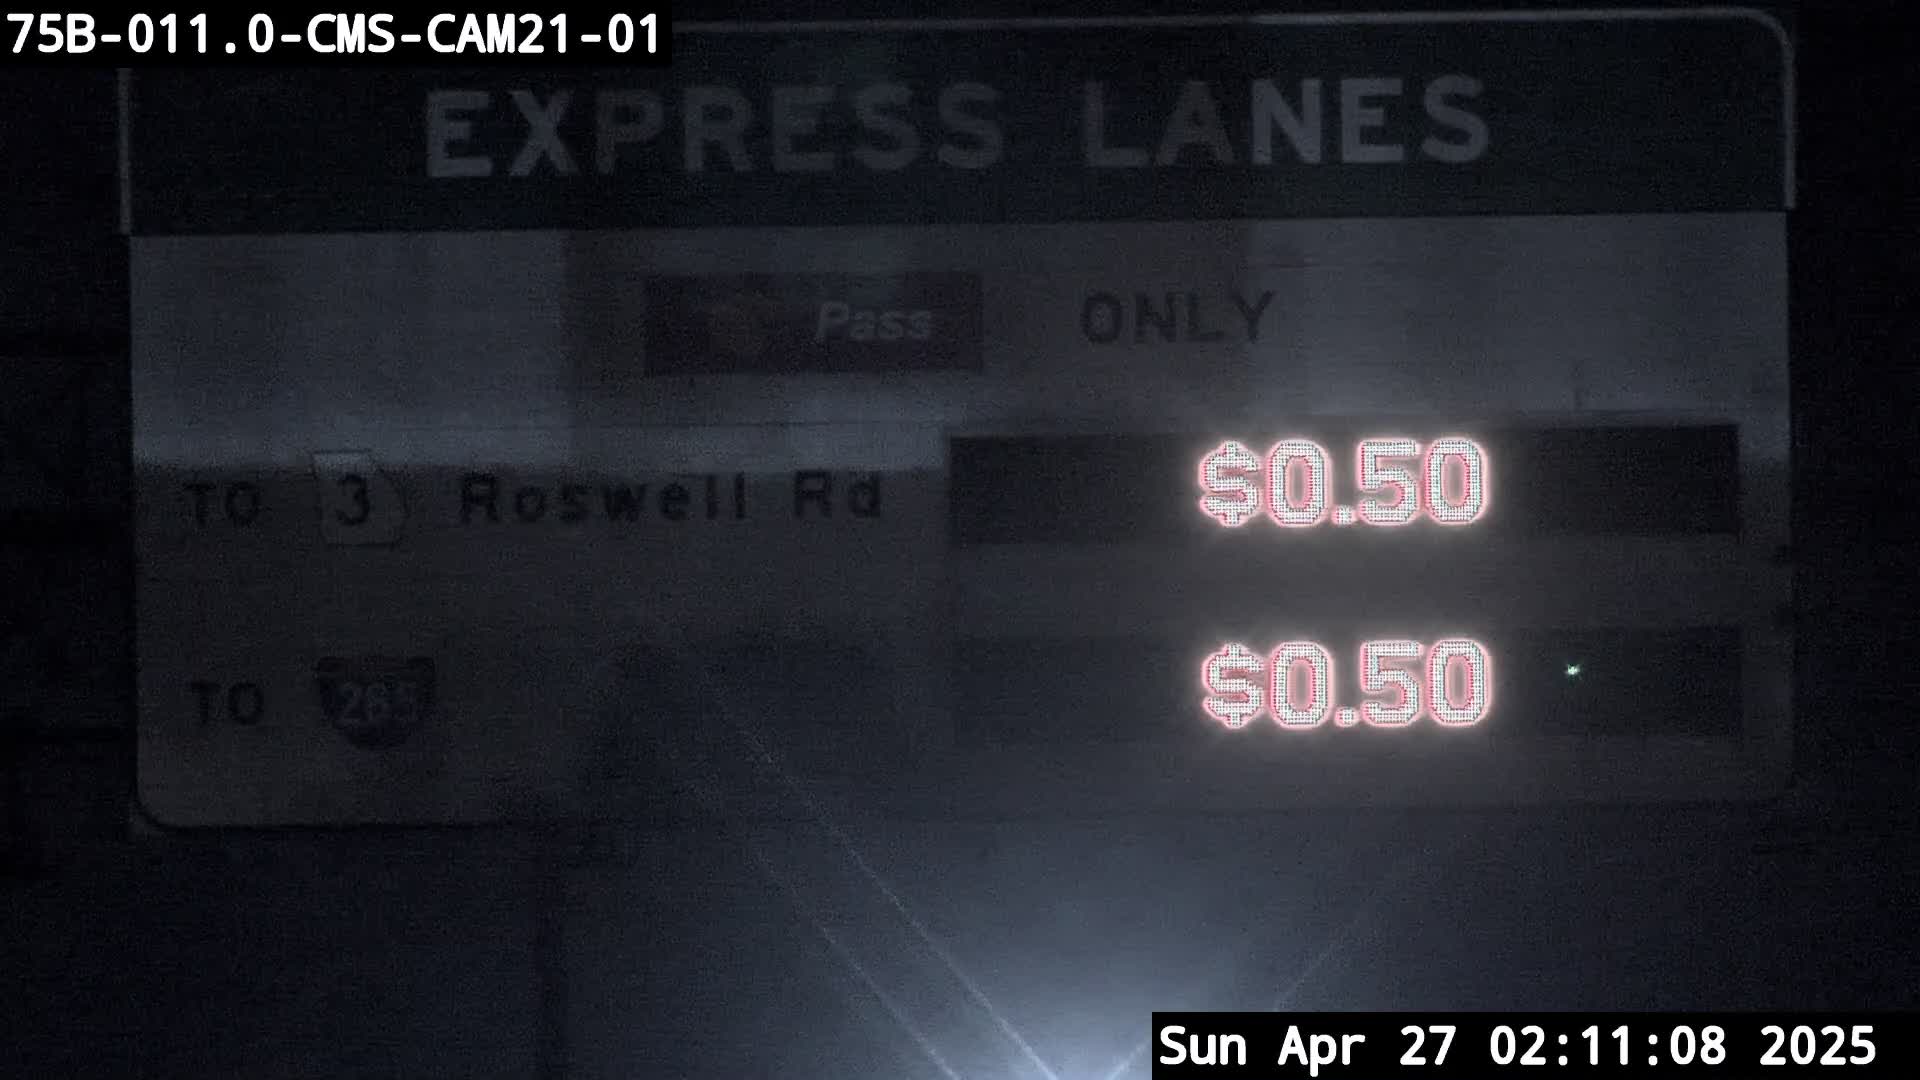 75B-011.0-CMS-CAM21-01
EXPRESS LANES
Pass ONLY
TO 3 Roswell Rd $0.50
TO 285 $0.50
Sun Apr 27 02:11:08 2025